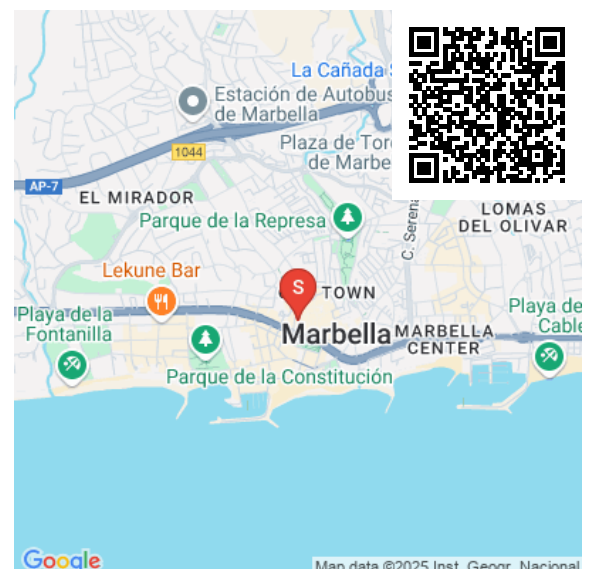 La Cañada
Estación de Autobus
de Marbella
Plaza de Toro
de Marbe
1044
AP-7
EL MIRADOR
Parque de la Represa
C. Serena
LOMAS
DEL OLIVAR
Lekune Bar
S
TOWN
Playa de la
Fontanilla
Marbella
MARBELLA
CENTER
Playa de
Cable
Parque de la Constitución
Google
Map data ©2025 Inst. Geogr. Nacional